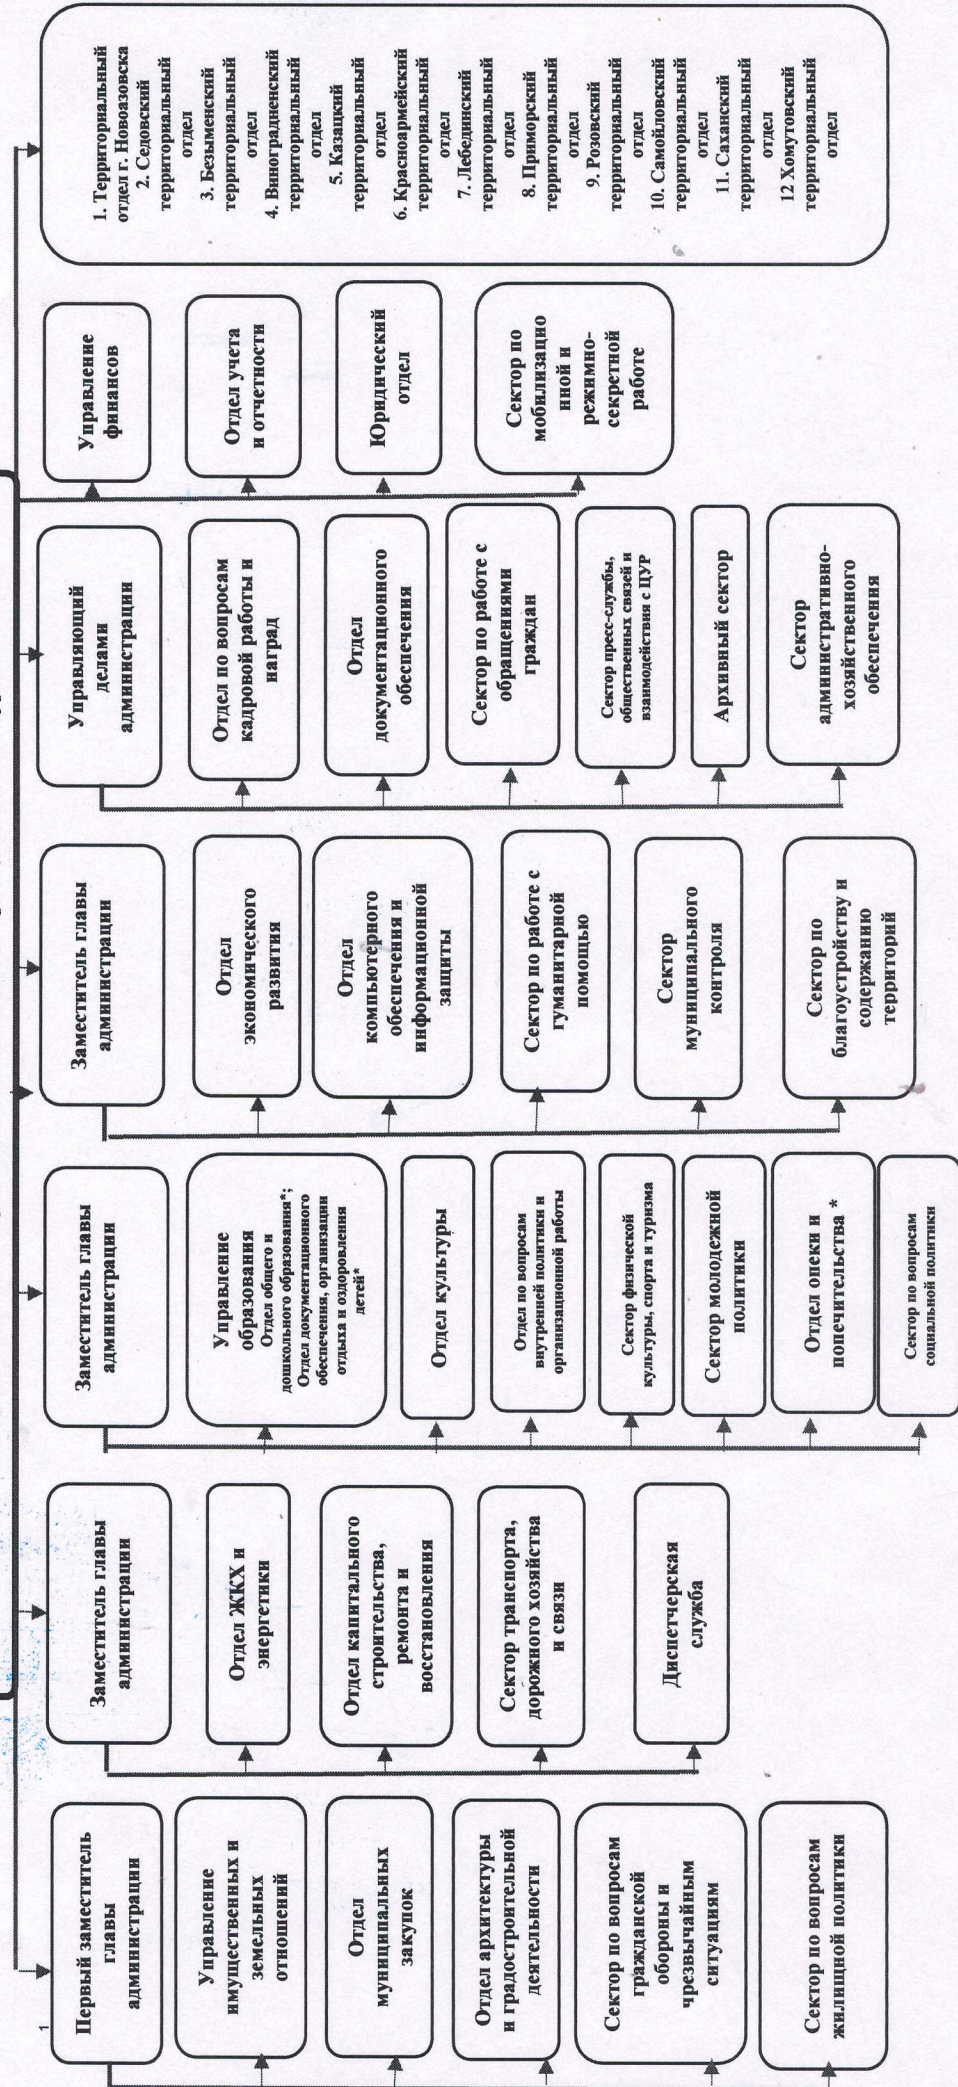 1
Первый заместитель
главы
администрации
Управление
имущественных и
земельных
отношений
Отдел
муниципальных
закупок
Отдел архитектуры
и градостроительной
деятельности
Сектор по вопросам
гражданской
обороны и
чрезвычайным
ситуациям
Сектор по вопросам
жилищной политики
Заместитель главы
администрации
Отдел ЖКХ и
энергетики
Отдел капитального
строительства,
ремонта и
восстановления
Сектор транспорта,
дорожного хозяйства
и связи
Диспетчерская
служба
Заместитель главы
администрации
Управление
образования
Отдел общего и
дошкольного образования*;
Отдел документационного
обеспечения, организации
отдыха и оздоровления
детей*
Отдел культуры
Отдел по вопросам
внутренней политики и
организационной работы
Сектор физической
культуры, спорта и туризма
Сектор молодежной
политики
Отдел опеки и
попечительства *
Сектор по вопросам
социальной политики
Заместитель главы
администрации
Отдел
экономического
развития
Отдел
компьютерного
обеспечения и
информационной
защиты
Сектор по работе с
гуманитарной
помощью
Сектор
муниципального
контроля
Сектор по
благоустройству и
содержанию
территорий
Управляющий
делами
администрации
Отдел по вопросам
кадровой работы и
наград
Отдел
документационного
обеспечения
Сектор по работе с
обращениями
граждан
Сектор пресс-службы,
общественных связей и
взаимодействия с ЦУР
Архивный сектор
Сектор
административно-
хозяйственного
обеспечения
Управление
финансов
Отдел учета
и отчетности
Юридический
отдел
Сектор по
мобилизацио
нной и
режимно-
секретной
работе
1. Территориальный
отдел г. Новоазовска
2. Седовский
территориальный
отдел
3. Безыменский
территориальный
отдел
4. Виноградненский
территориальный
отдел
5. Казацкий
территориальный
отдел
6. Красноармейский
территориальный
отдел
7. Лебединский
территориальный
отдел
8. Приморский
территориальный
отдел
9. Розовский
территориальный
отдел
10. Самойловский
территориальный
отдел
11. Саханский
территориальный
отдел
12 Хомутовский
территориальный
отдел